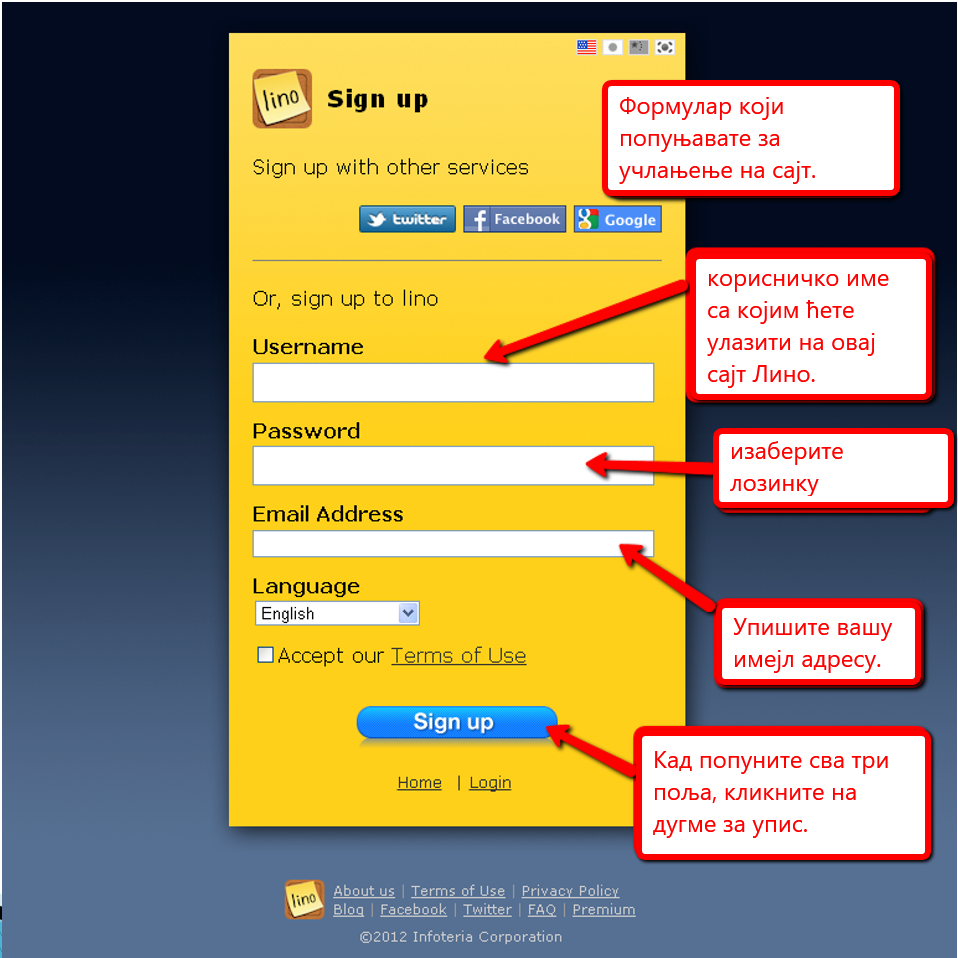 lino
Sign up
Формулар који
попуњавате за
учлањење на сајт.
Sign up with other services
twitter
Facebook
Google
Or, sign up to lino
корисничко име
са којим ћете
улазити на овај
сајт Лино.
Username
Password
изаберите
лозинку
Email Address
Language
English
Упишите вашу
имејл адресу.
Accept our Terms of Use
Sign up
Кад попуните сва три
поља, кликните на
дугме за упис.
Home | Login
lino
About us | Terms of Use | Privacy Policy
Blog | Facebook | Twitter | FAQ | Premium
©2012 Infoteria Corporation